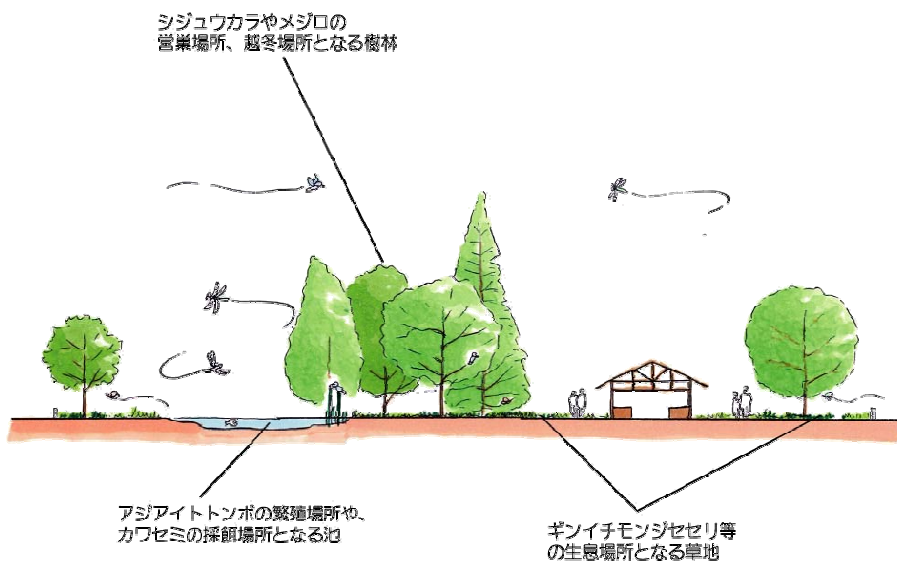 シジュウカラやメジロの
営巣場所、越冬場所となる樹林
アジアイトトンボの繁殖場所や、
カワセミの採餌場所となる池
ギンイチモンジセセリ等
の生息場所となる草地